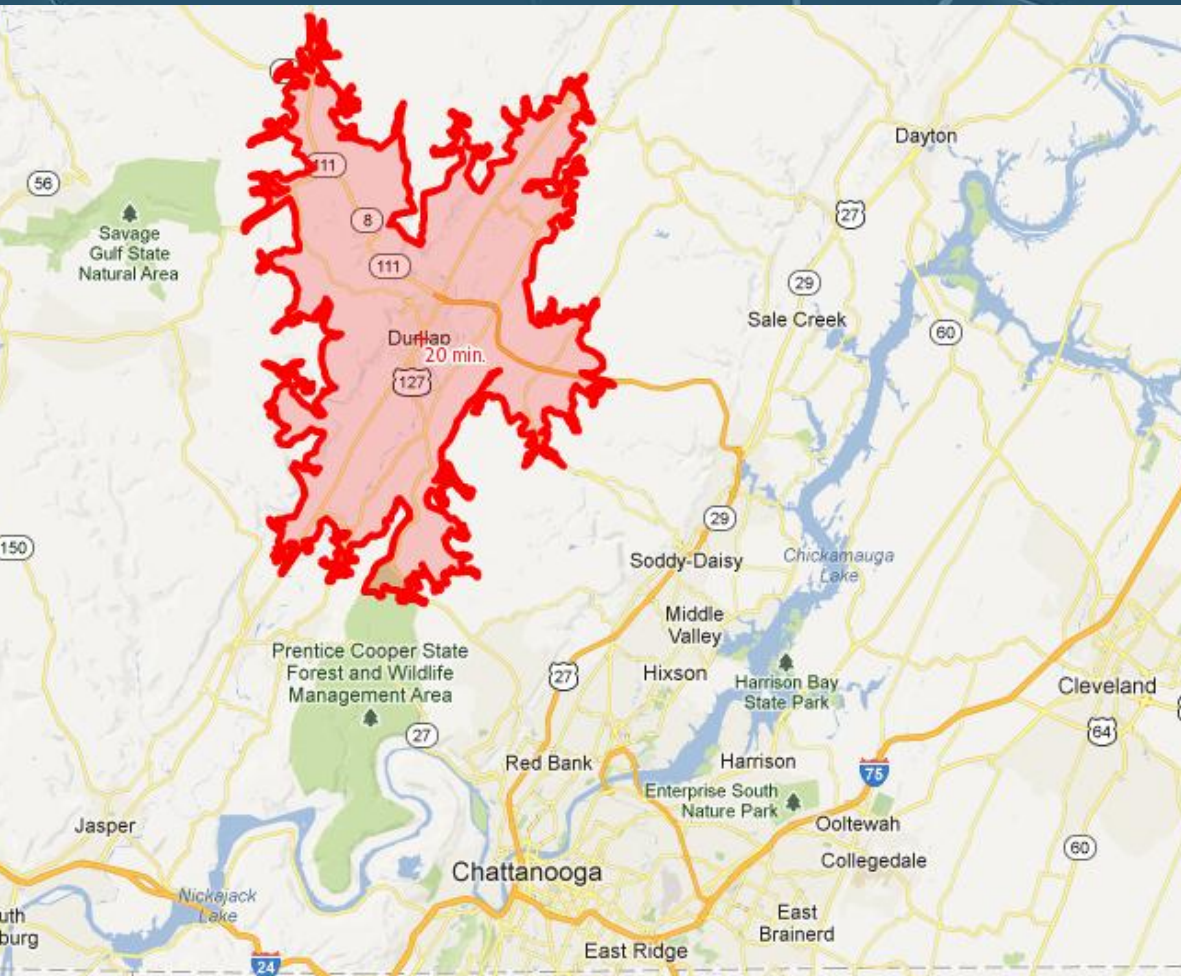 Dayton
111
56
27
8
Savage
Gulf State
Natural Area
111
29
Sale Creek
60
Dunlap
20 min.
127
29
150
Chickamauga
Lake
Soddy-Daisy
Middle
Valley
Prentice Cooper State
Forest and Wildlife
Management Area
27
Hixson
Harrison Bay
State Park
Cleveland
64
27
Red Bank
Harrison
75
Enterprise South
Nature Park
Jasper
Ooltewah
60
Collegedale
Chattanooga
Nickajack
Lake
uth
burg
East
Brainerd
East Ridge
24